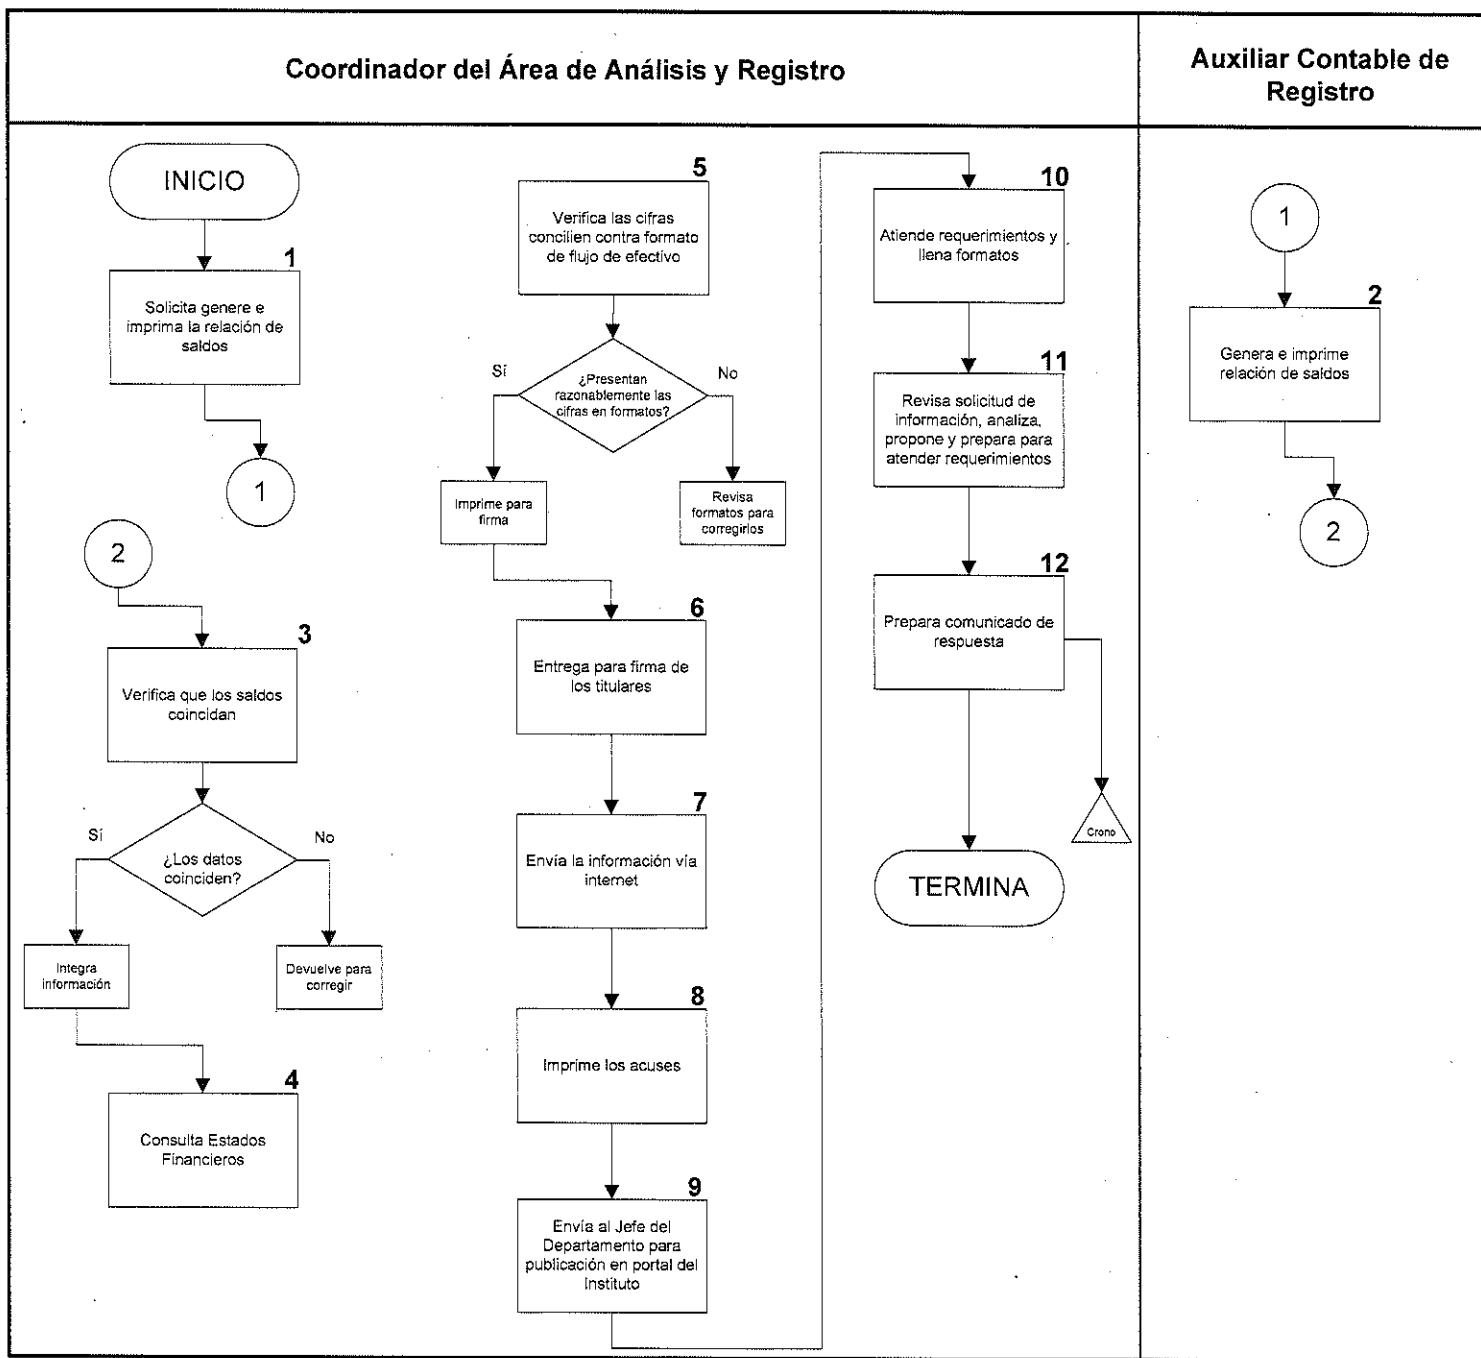 Coordinador del Área de Análisis y Registro
Auxiliar Contable de
Registro
INICIO
1
Solicita genere e
imprima la relación de
saldos
1
2
3
Verifica que los saldos
coincidan
¿Los datos
coinciden?
Sí
No
Integra
información
Devuelve para
corregir
4
Consulta Estados
Financieros
5
Verifica las cifras
concilien contra formato
de flujo de efectivo
¿Presentan
razonablemente las
cifras en formatos?
Sí
No
Imprime para
firma
Revisa
formatos para
corregirlos
6
Entrega para firma de
los titulares
7
Envía la información vía
internet
8
Imprime los acuses
9
Envía al Jefe del
Departamento para
publicación en portal del
Instituto
10
Atiende requerimientos y
llena formatos
11
Revisa solicitud de
información, analiza,
propone y prepara para
atender requerimientos
12
Prepara comunicado de
respuesta
Crono
TERMINA
1
2
Genera e imprime
relación de saldos
2